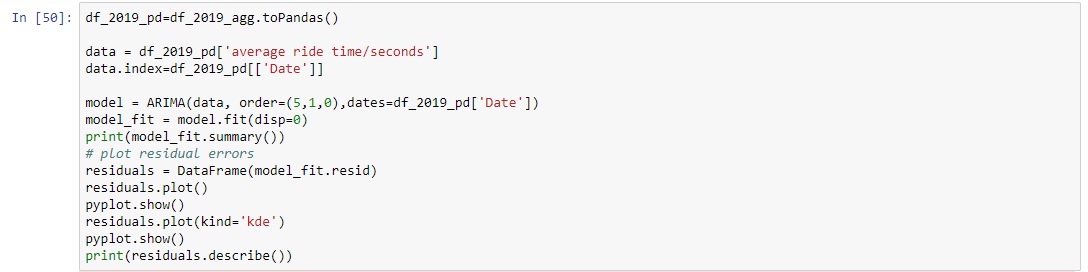 In [50]: df_2019_pd=df_2019_agg.toPandas()
data = df_2019_pd['average ride time/seconds']
data.index=df_2019_pd[['Date']]
model = ARIMA(data, order=(5,1,0),dates=df_2019_pd['Date'])
model_fit = model.fit(disp=0)
print(model_fit.summary())
# plot residual errors
residuals = DataFrame(model_fit.resid)
residuals.plot()
pyplot.show()
residuals.plot(kind='kde')
pyplot.show()
print(residuals.describe())